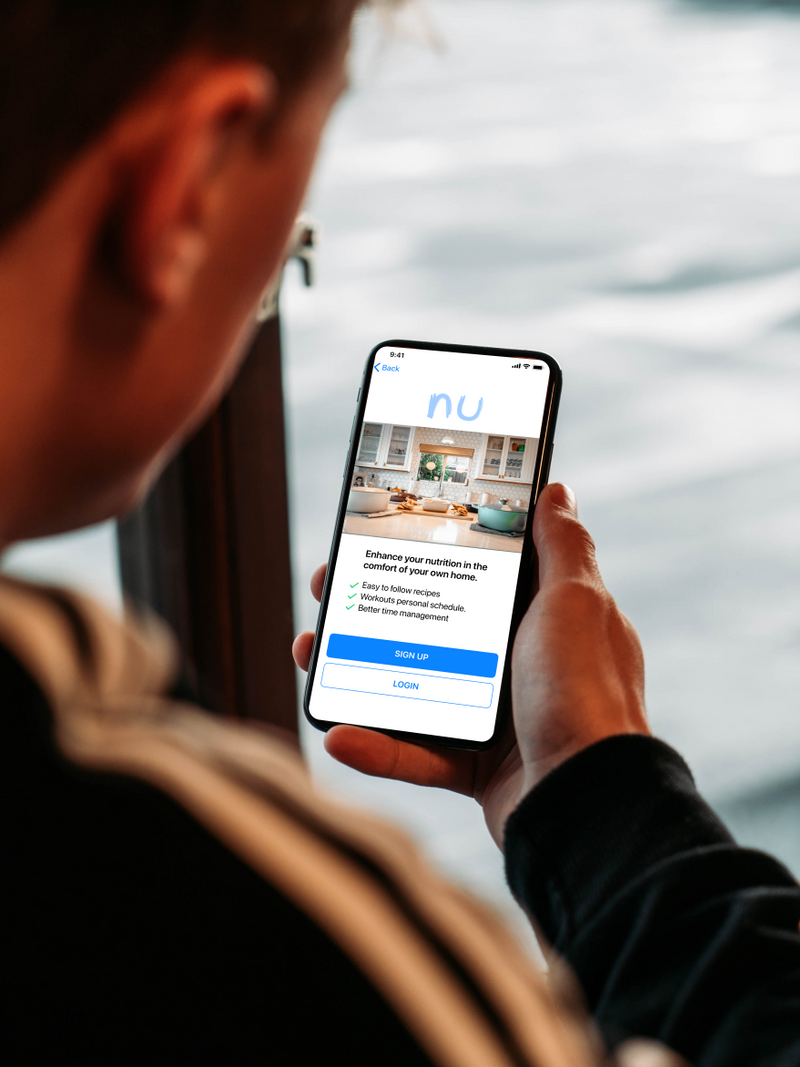 9:41
Back
nu
Enhance your nutrition in the
comfort of your own home.
Easy to follow recipes
Workouts personal schedule.
Better time management
SIGN UP
LOGIN